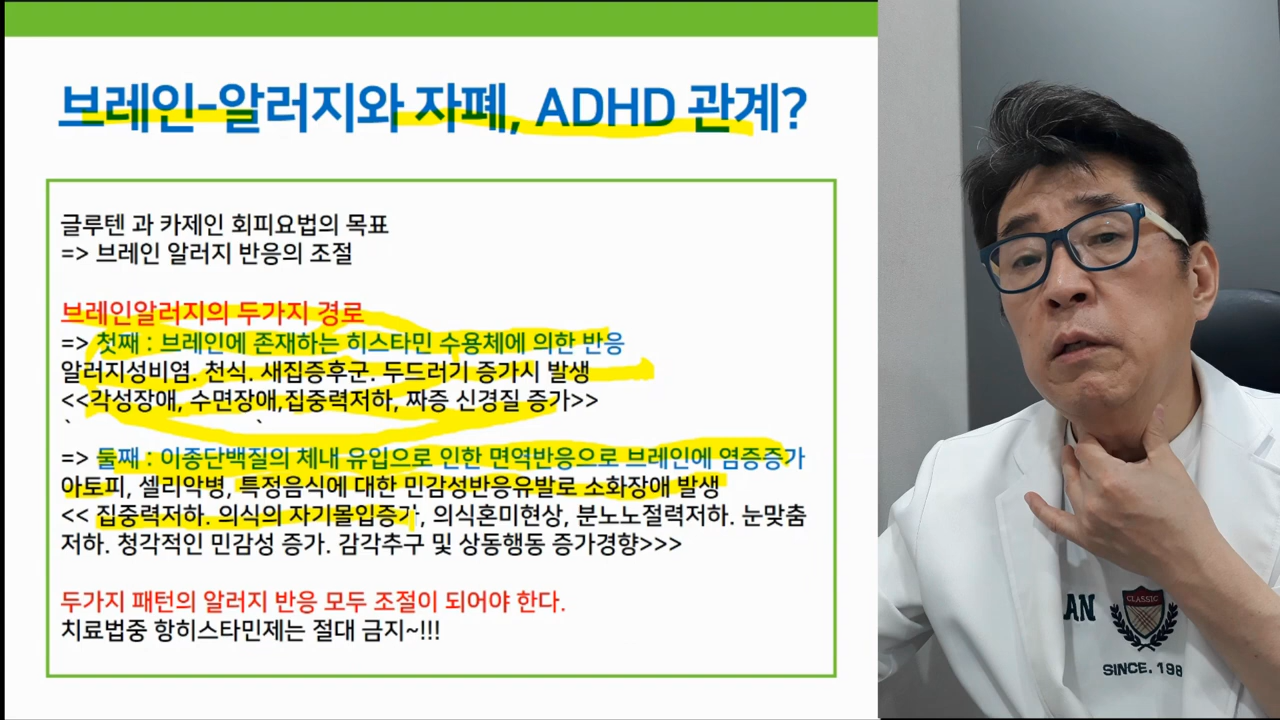 브레인-알러지와 자폐, ADHD 관계?
글루텐 과 카제인 회피요법의 목표
=> 브레인 알러지 반응의 조절
브레인알러지의 두가지 경로
=> 첫째 : 브레인에 존재하는 히스타민 수용체에 의한 반응
알러지성비염. 천식. 새집증후군. 두드러기 증가시 발생
<<각성장애, 수면장애,집중력저하, 짜증 신경질 증가>>
` `
=> 둘째 : 이종단백질의 체내 유입으로 인한 면역반응으로 브레인에 염증증가
아토피, 셀리악병, 특정음식에 대한 민감성반응유발로 소화장애 발생
<< 집중력저하. 의식의 자기몰입증가, 의식혼미현상, 분노노절력저하. 눈맞춤
저하. 청각적인 민감성 증가. 감각추구 및 상동행동 증가경향>>>
두가지 패턴의 알러지 반응 모두 조절이 되어야 한다.
치료법중 항히스타민제는 절대 금지~!!!
AN
CLASSIC
SINCE. 198